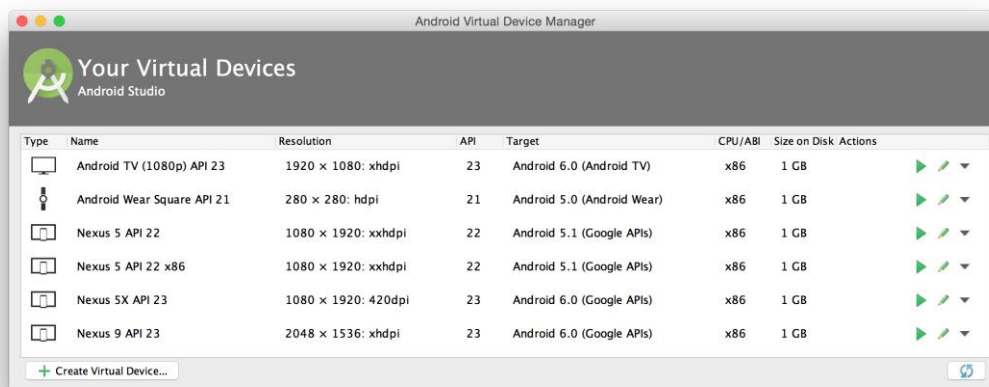 Android Virtual Device Manager
Your Virtual Devices
Android Studio
Type Name Resolution API Target CPU/ABI Size on Disk Actions
Android TV (1080p) API 23 1920 × 1080: xhdpi 23 Android 6.0 (Android TV) x86 1 GB
Android Wear Square API 21 280 × 280: hdpi 21 Android 5.0 (Android Wear) x86 1 GB
Nexus 5 API 22 1080 × 1920: xxhdpi 22 Android 5.1 (Google APIs) x86 1 GB
Nexus 5 API 22 x86 1080 × 1920: xxhdpi 22 Android 5.1 (Google APIs) x86 1 GB
Nexus 5X API 23 1080 × 1920: 420dpi 23 Android 6.0 (Google APIs) x86 1 GB
Nexus 9 API 23 2048 × 1536: xhdpi 23 Android 6.0 (Google APIs) x86 1 GB
Create Virtual Device...